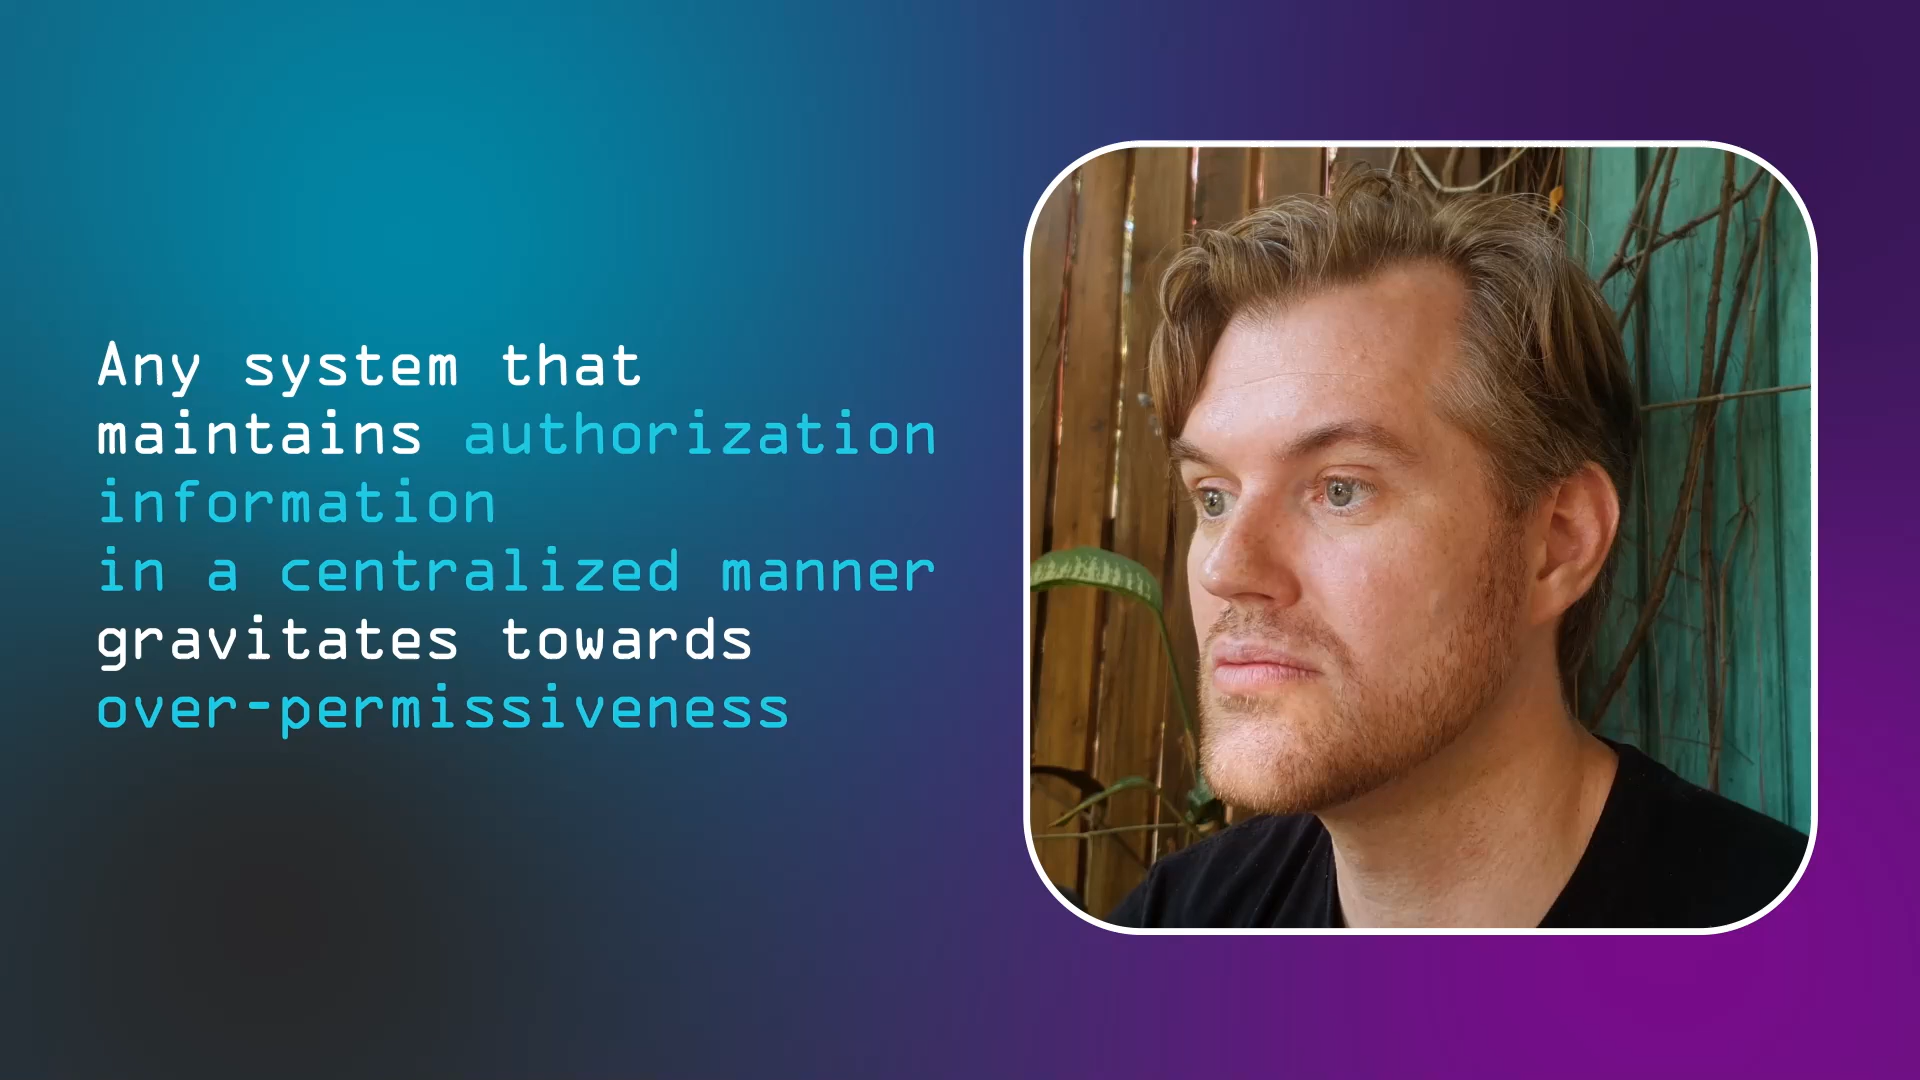 Any system that
maintains authorization
information
in a centralized manner
gravitates towards
over-permissiveness